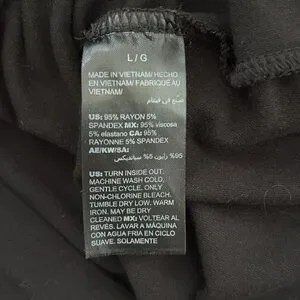 L / G
MADE IN VIETNAM/ HECHO
EN VIETNAM/ FABRIQUÉ AU
VIETNAM/
صنع في فيتنام
US: 95% RAYON 5%
SPANDEX MX: 95% viscosa
5% elastano CA: 95%
RAYONNE 5% SPANDEX
AE/KW/SA:
95% رايون 5% سبانديكس
US: TURN INSIDE OUT.
MACHINE WASH COLD,
GENTLE CYCLE. ONLY
NON-CHLORINE BLEACH.
TUMBLE DRY LOW. WARM
IRON. MAY BE DRY
CLEANED MX: VOLTEAR AL
REVÉS. LAVAR A MÁQUINA
CON AGUA FRIA EN CICLO
SUAVE. SOLAMENTE